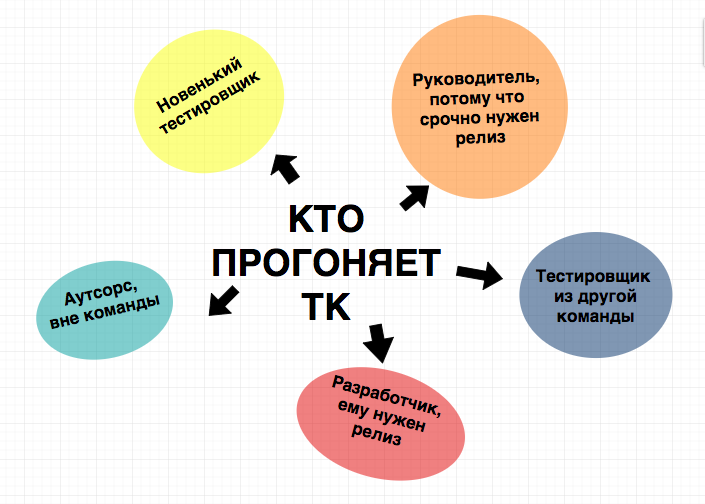 Новенький
тестировщик
Руководитель,
потому что
срочно нужен
релиз
КТО
ПРОГОНЯЕТ
ТК
Тестировщик
из другой
команды
Аутсорс,
вне команды
Разработчик,
ему нужен
релиз